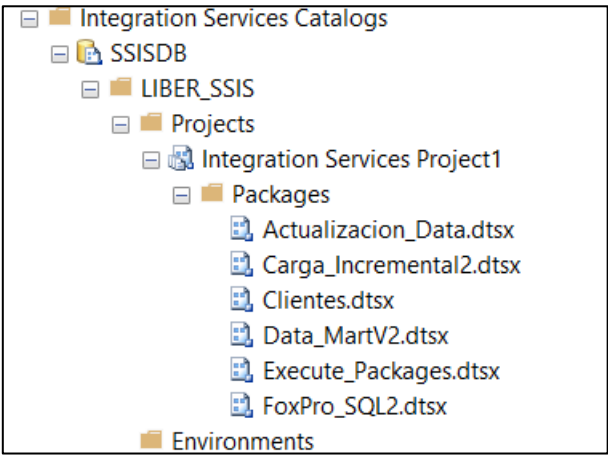 Integration Services Catalogs
SSISDB
LIBER_SSIS
Projects
Integration Services Project1
Packages
Actualizacion_Data.dtsx
Carga_Incremental2.dtsx
Clientes.dtsx
Data_MartV2.dtsx
Execute_Packages.dtsx
FoxPro_SQL2.dtsx
Environments